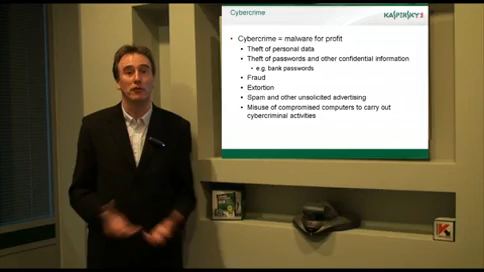 Cybercrime
KASPERSKY
• Cybercrime = malware for profit
• Theft of personal data
• Theft of passwords and other confidential information
• e.g. bank passwords
• Fraud
• Extortion
• Spam and other unsolicited advertising
• Misuse of compromised computers to carry out
cybercriminal activities
K